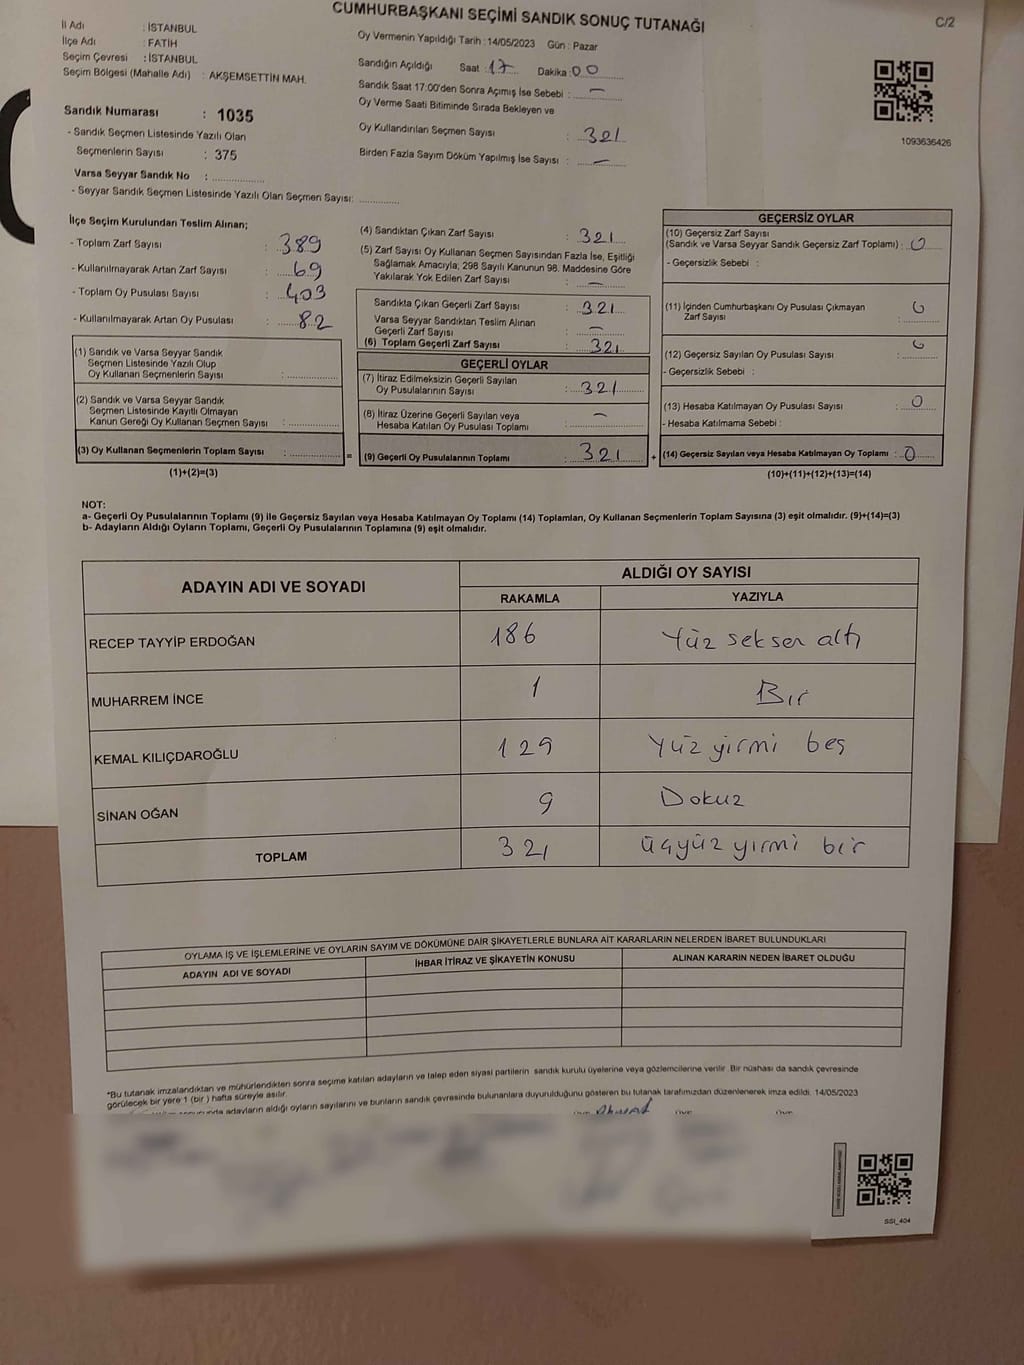 CUMHURBAŞKANI SEÇİMİ SANDIK SONUÇ TUTANAĞI
C/2
İl Adı : İSTANBUL
İlçe Adı : FATİH
Seçim Çevresi : İSTANBUL
Seçim Bölgesi (Mahalle Adı) : AKŞEMSETTİN MAH.
Sandık Numarası : 1035
- Sandık Seçmen Listesinde Yazılı Olan
Seçmenlerin Sayısı : 375
Varsa Seyyar Sandık No :
- Seyyar Sandık Seçmen Listesinde Yazılı Olan Seçmen Sayısı:
Oy Vermenin Yapıldığı Tarih : 14/05/2023 Gün : Pazar
Sandığın Açıldığı Saat : 17 Dakika : 00
Sandık Saat 17:00'den Sonra Açımış İse Sebebi : –
Oy Verme Saati Bitiminde Sırada Bekleyen ve
Oy Kullandırılan Seçmen Sayısı : 321
Birden Fazla Sayım Döküm Yapılmış İse Sayısı : –
1093636426
İlçe Seçim Kurulundan Teslim Alınan;
- Toplam Zarf Sayısı : 389
- Kullanılmayarak Artan Zarf Sayısı : 69
- Toplam Oy Pusulası Sayısı : 403
- Kullanılmayarak Artan Oy Pusulası : 82
(1) Sandık ve Varsa Seyyar Sandık
Seçmen Listesinde Yazılı Olup
Oy Kullanan Seçmenlerin Sayısı :
(2) Sandık ve Varsa Seyyar Sandık
Seçmen Listesinde Kayıtlı Olmayan
Kanun Gereği Oy Kullanan Seçmen Sayısı :
(3) Oy Kullanan Seçmenlerin Toplam Sayısı : =
(1)+(2)=(3)
(4) Sandıktan Çıkan Zarf Sayısı : 321
(5) Zarf Sayısı Oy Kullanan Seçmen Sayısından Fazla İse, Eşitliği
Sağlamak Amacıyla; 298 Sayılı Kanunun 98. Maddesine Göre
Yakılarak Yok Edilen Zarf Sayısı : –
Sandıkta Çıkan Geçerli Zarf Sayısı : 321
Varsa Seyyar Sandıktan Teslim Alınan
Geçerli Zarf Sayısı : –
(6) Toplam Geçerli Zarf Sayısı : 321
GEÇERLİ OYLAR
(7) İtiraz Edilmeksizin Geçerli Sayılan
Oy Pusulalarının Sayısı : 321
(8) İtiraz Üzerine Geçerli Sayılan veya
Hesaba Katılan Oy Pusulası Toplamı : –
(9) Geçerli Oy Pusulalarının Toplamı : 321 +
GEÇERSİZ OYLAR
(10) Geçersiz Zarf Sayısı
(Sandık ve Varsa Seyyar Sandık Geçersiz Zarf Toplamı) : 0
- Geçersizlik Sebebi :
(11) İçinden Cumhurbaşkanı Oy Pusulası Çıkmayan
Zarf Sayısı : 0
(12) Geçersiz Sayılan Oy Pusulası Sayısı : 0
- Geçersizlik Sebebi :
(13) Hesaba Katılmayan Oy Pusulası Sayısı : 0
- Hesaba Katılmama Sebebi :
(14) Geçersiz Sayılan veya Hesaba Katılmayan Oy Toplamı : 0
(10)+(11)+(12)+(13)=(14)
NOT:
a- Geçerli Oy Pusulalarının Toplamı (9) ile Geçersiz Sayılan veya Hesaba Katılmayan Oy Toplamı (14) Toplamları, Oy Kullanan Seçmenlerin Toplam Sayısına (3) eşit olmalıdır. (9)+(14)=(3)
b- Adayların Aldığı Oyların Toplamı, Geçerli Oy Pusulalarının Toplamına (9) eşit olmalıdır.
ADAYIN ADI VE SOYADI ALDIĞI OY SAYISI
RAKAMLA YAZIYLA
RECEP TAYYİP ERDOĞAN 186 Yüz seksen altı
MUHARREM İNCE 1 Bir
KEMAL KILIÇDAROĞLU 129 Yüz yirmi beş
SİNAN OĞAN 9 Dokuz
TOPLAM 321 üçyüz yirmi bir
OYLAMA İŞ VE İŞLEMLERİNE VE OYLARIN SAYIM VE DÖKÜMÜNE DAİR ŞİKAYETLERLE BUNLARA AİT KARARLARIN NELERDEN İBARET BULUNDUKLARI
ADAYIN ADI VE SOYADI İHBAR İTİRAZ VE ŞİKAYETİN KONUSU ALINAN KARARIN NEDEN İBARET OLDUĞU
*Bu tutanak imzalandıktan ve mühürlendikten sonra seçime katılan adayların ve talep eden siyasi partilerin sandık kurulu üyelerine veya gözlemcilerine verilir. Bir nüshası da sandık çevresinde
görülecek bir yere 1 (bir ) hafta süreyle asılır.
adayların aldığı oyların sayılarını ve bunların sandık çevresinde bulunanlara duyurulduğunu gösteren bu tutanak tarafımızdan düzenlenerek imza edildi. 14/05/2023
SSI_404